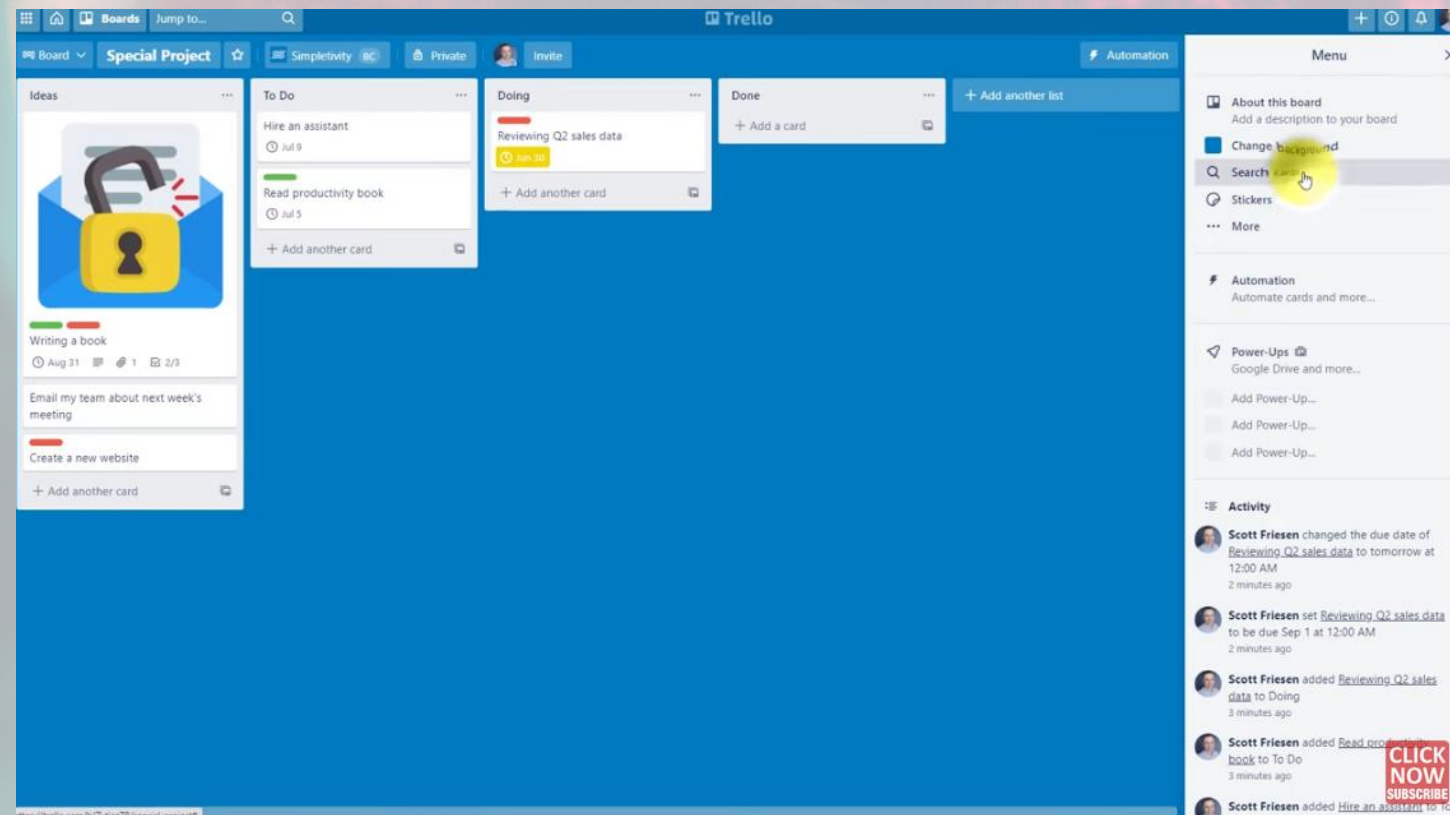 Boards
Jump to...
Trello
Board
Special Project
Simpletivity BC
Private
Invite
Automation
Ideas
Writing a book
Aug 31
1
2/3
Email my team about next week's
meeting
Create a new website
+ Add another card
To Do
Hire an assistant
Jul 9
Read productivity book
Jul 5
+ Add another card
Doing
Reviewing Q2 sales data
Jun 30
+ Add another card
Done
+ Add a card
+ Add another list
Menu
About this board
Add a description to your board
Change background
Search cards
Stickers
More
Automation
Automate cards and more...
Power-Ups
Google Drive and more...
Add Power-Up...
Add Power-Up...
Add Power-Up...
Activity
Scott Friesen changed the due date of
Reviewing Q2 sales data to tomorrow at
12:00 AM
2 minutes ago
Scott Friesen set Reviewing Q2 sales data
to be due Sep 1 at 12:00 AM
2 minutes ago
Scott Friesen added Reviewing Q2 sales
data to Doing
3 minutes ago
Scott Friesen added Read productivity
book to To Do
3 minutes ago
Scott Friesen added Hire an assistant to To
CLICK
NOW
SUBSCRIBE